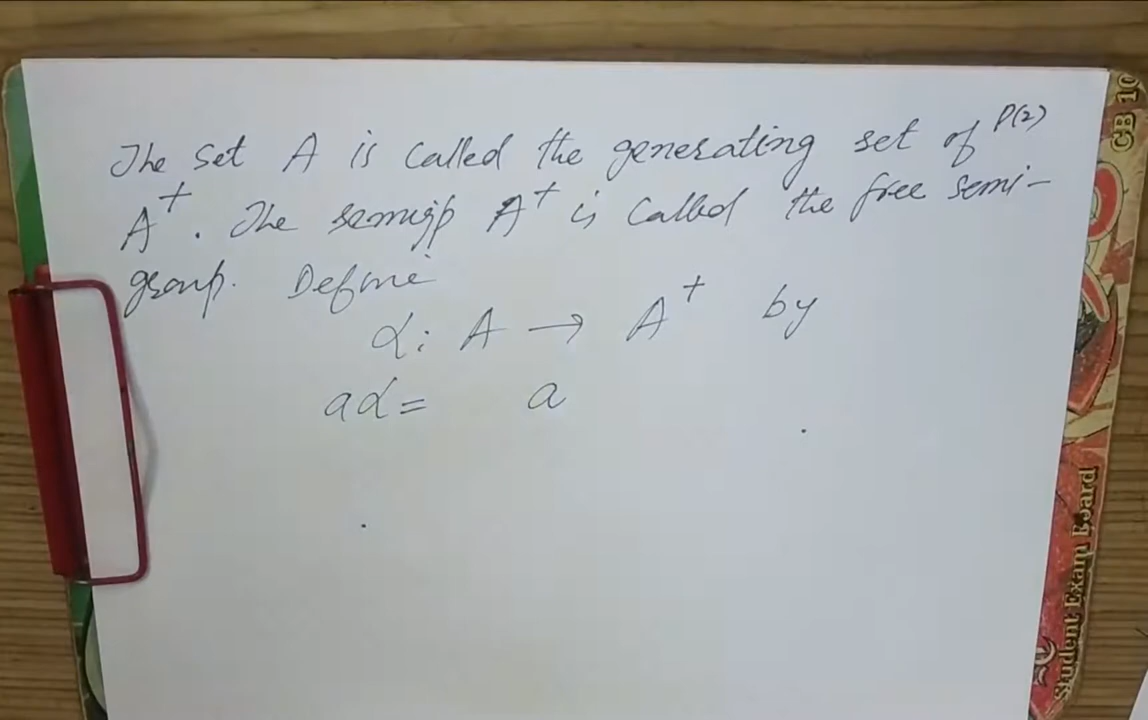 The set A is called the generating set of P(2)
A⁺. The semigp A⁺ is called the free semi-
group. Define
α: A → A⁺ by
aα = a
CB 10
Student Exam Board